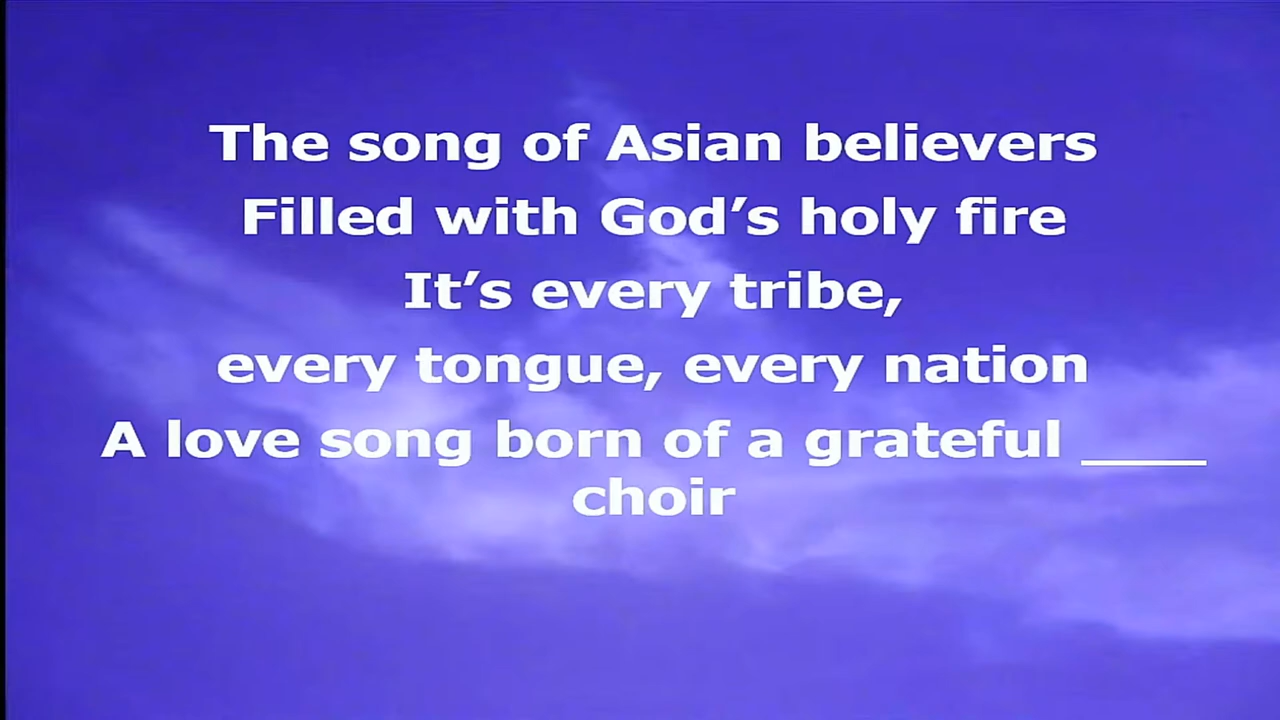 The song of Asian believers
Filled with God’s holy fire
It’s every tribe,
every tongue, every nation
A love song born of a grateful ____
choir